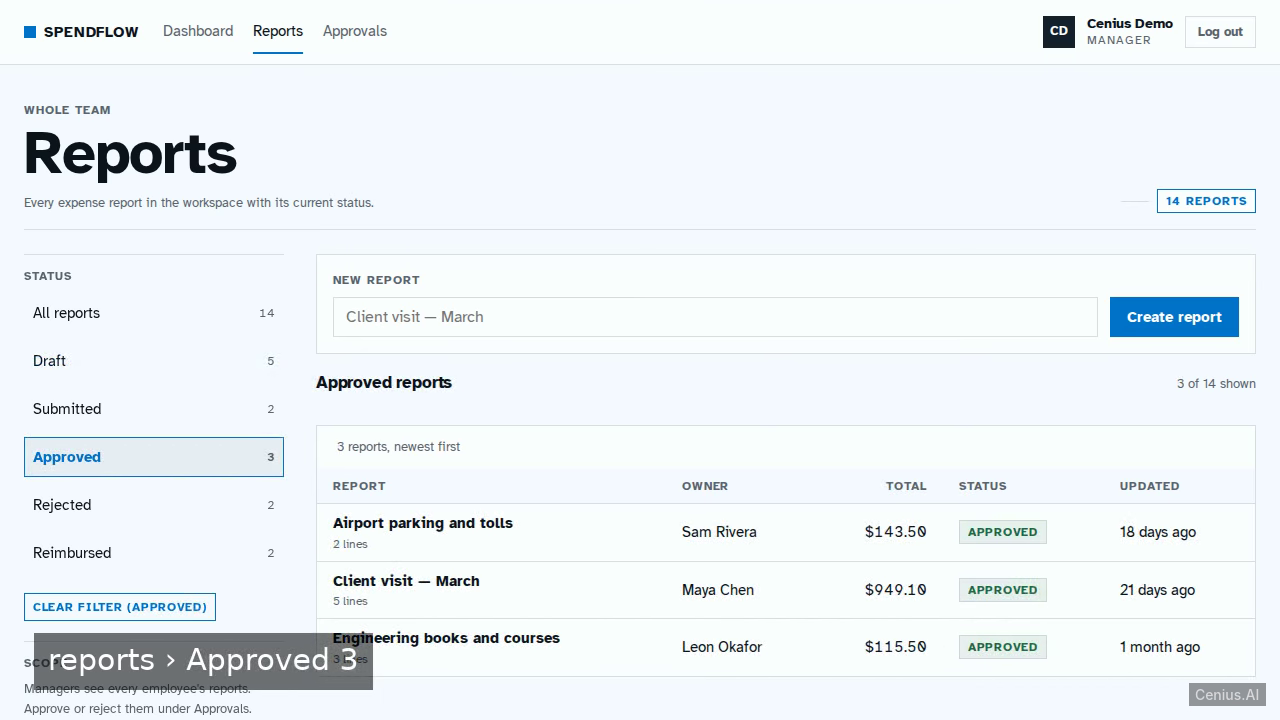 SPENDFLOW
Dashboard
Reports
Approvals
CD
Cenius Demo
MANAGER
Log out
WHOLE TEAM
Reports
Every expense report in the workspace with its current status.
14 REPORTS
STATUS
All reports 14
Draft 5
Submitted 2
Approved 3
Rejected 2
Reimbursed 2
CLEAR FILTER (APPROVED)
Managers see every employee's reports.
Approve or reject them under Approvals.
NEW REPORT
Client visit — March
Create report
Approved reports
3 of 14 shown
3 reports, newest first
REPORT OWNER TOTAL STATUS UPDATED
Airport parking and tolls
2 lines
Sam Rivera $143.50 APPROVED 18 days ago
Client visit — March
5 lines
Maya Chen $949.10 APPROVED 21 days ago
Engineering books and courses
3 lines
Leon Okafor $115.50 APPROVED 1 month ago
reports › Approved 3
Cenius.AI